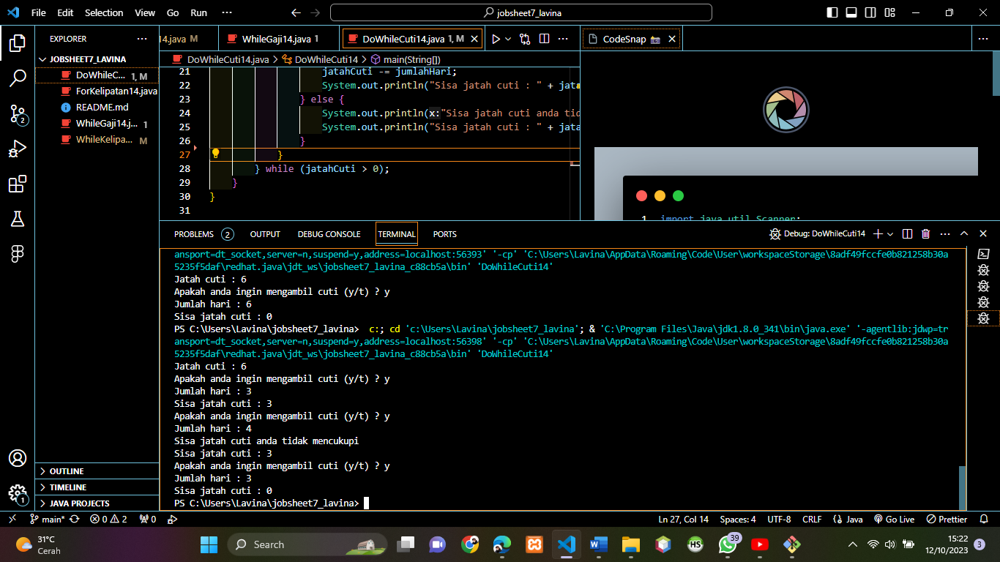 File Edit Selection View Go Run ··· jobsheet7_lavina
EXPLORER ···
JOBSHEET7_LAVINA
DoWhileC... 1, M
ForKelipatan14.java
README.md
WhileGaji14.j... 1
WhileKelipa... M
OUTLINE
TIMELINE
JAVA PROJECTS
2
1
14.java M WhileGaji14.java 1 DoWhileCuti14.java 1, M
DoWhileCuti14.java > DoWhileCuti14 > main(String[])
21 jatahCuti -= jumlahHari;
22 System.out.println("Sisa jatah cuti : " + jata
23 } else {
24 System.out.println(x:"Sisa jatah cuti anda tid
25 System.out.println("Sisa jatah cuti : " + jata
26 }
27 }
28 } while (jatahCuti > 0);
29 }
30 }
31
CodeSnap
1 import java.util.Scanner;
PROBLEMS 2 OUTPUT DEBUG CONSOLE TERMINAL PORTS Debug: DoWhileCuti14
ansport=dt_socket,server=n,suspend=y,address=localhost:56393' '-cp' 'C:\Users\Lavina\AppData\Roaming\Code\User\workspaceStorage\8adf49fccfe0b821258b30a
5235f5daf\redhat.java\jdt_ws\jobsheet7_lavina_c88cb5a\bin' 'DoWhileCuti14'
Jatah cuti : 6
Apakah anda ingin mengambil cuti (y/t) ? y
Jumlah hari : 6
Sisa jatah cuti : 0
PS C:\Users\Lavina\jobsheet7_lavina> c:; cd 'c:\Users\Lavina\jobsheet7_lavina'; & 'C:\Program Files\Java\jdk1.8.0_341\bin\java.exe' '-agentlib:jdwp=tr
ansport=dt_socket,server=n,suspend=y,address=localhost:56398' '-cp' 'C:\Users\Lavina\AppData\Roaming\Code\User\workspaceStorage\8adf49fccfe0b821258b30a
5235f5daf\redhat.java\jdt_ws\jobsheet7_lavina_c88cb5a\bin' 'DoWhileCuti14'
Jatah cuti : 6
Apakah anda ingin mengambil cuti (y/t) ? y
Jumlah hari : 3
Sisa jatah cuti : 3
Apakah anda ingin mengambil cuti (y/t) ? y
Jumlah hari : 4
Sisa jatah cuti anda tidak mencukupi
Sisa jatah cuti : 3
Apakah anda ingin mengambil cuti (y/t) ? y
Jumlah hari : 3
Sisa jatah cuti : 0
PS C:\Users\Lavina\jobsheet7_lavina>
main* 0 2 0 Ln 27, Col 14 Spaces: 4 UTF-8 CRLF {} Java Go Live Prettier
31°C
Cerah
Search
HS
39
15:22
12/10/2023
3